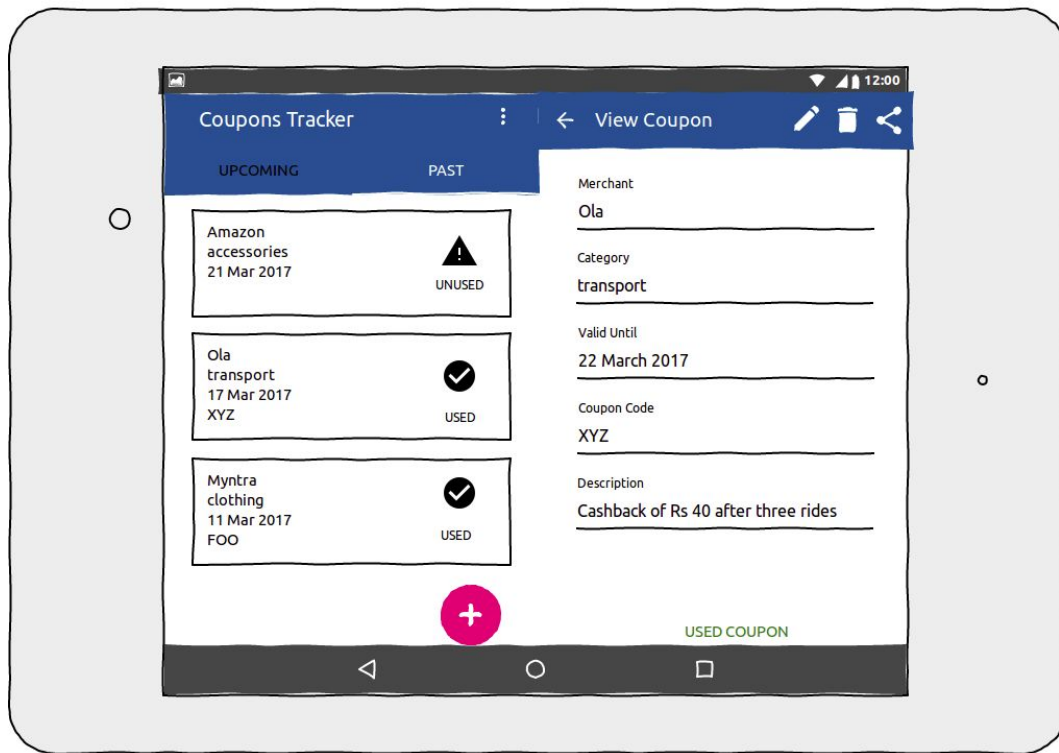 12:00
Coupons Tracker
UPCOMING PAST
Amazon
accessories
21 Mar 2017
UNUSED
Ola
transport
17 Mar 2017
XYZ
USED
Myntra
clothing
11 Mar 2017
FOO
USED
View Coupon
Merchant
Ola
Category
transport
Valid Until
22 March 2017
Coupon Code
XYZ
Description
Cashback of Rs 40 after three rides
USED COUPON